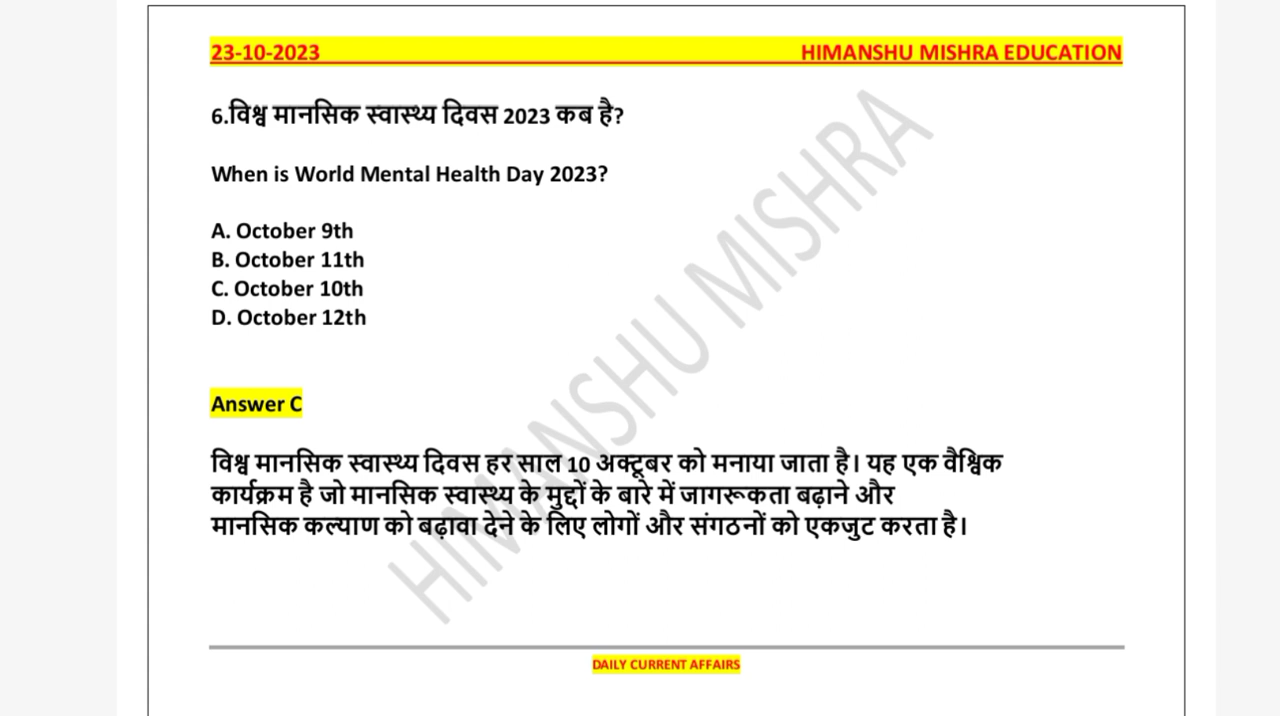 23-10-2023 HIMANSHU MISHRA EDUCATION
6.विश्व मानसिक स्वास्थ्य दिवस 2023 कब है?
When is World Mental Health Day 2023?
A. October 9th
B. October 11th
C. October 10th
D. October 12th
Answer C
विश्व मानसिक स्वास्थ्य दिवस हर साल 10 अक्टूबर को मनाया जाता है। यह एक वैश्विक
कार्यक्रम है जो मानसिक स्वास्थ्य के मुद्दों के बारे में जागरूकता बढ़ाने और
मानसिक कल्याण को बढ़ावा देने के लिए लोगों और संगठनों को एकजुट करता है।
HIMANSHU MISHRA
DAILY CURRENT AFFAIRS